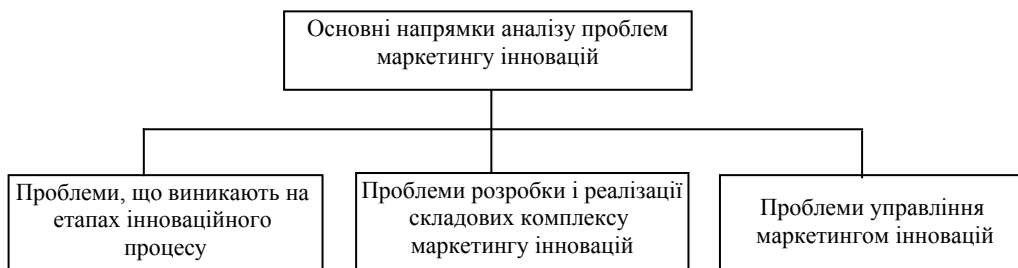 Основні напрямки аналізу проблем
маркетингу інновацій
Проблеми, що виникають на
етапах інноваційного
процесу
Проблеми розробки і реалізації
складових комплексу
маркетингу інновацій
Проблеми управління
маркетингом інновацій